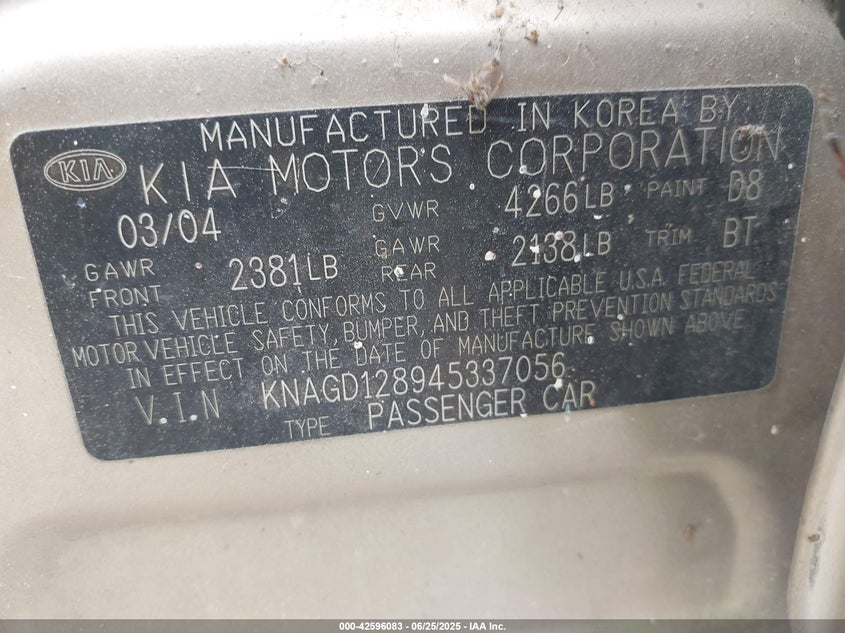 MANUFACTURED IN KOREA BY
KIA KIA MOTORS CORPORATION
03/04 GVWR 4266LB PAINT D8
GAWR FRONT 2381LB GAWR REAR 2138LB TRIM BT
THIS VEHICLE CONFORMS TO ALL APPLICABLE U.S.A. FEDERAL
MOTOR VEHICLE SAFETY, BUMPER, AND THEFT PREVENTION STANDARDS
IN EFFECT ON THE DATE OF MANUFACTURE SHOWN ABOVE
V.I.N KNAGD128945337056
TYPE PASSENGER CAR
000-42596083 - 06/25/2025 - IAA Inc.